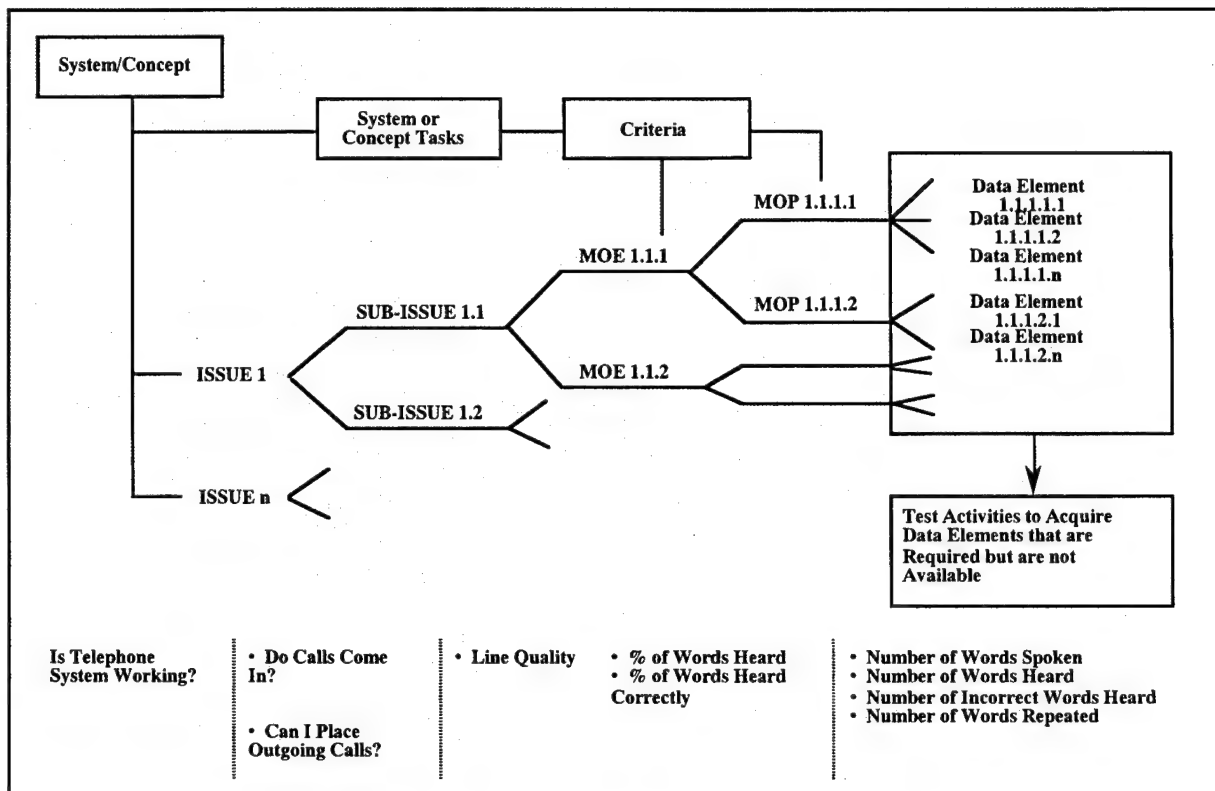 System/Concept
System or
Concept Tasks
Criteria
MOP 1.1.1.1
Data Element
1.1.1.1.1
Data Element
1.1.1.1.2
MOE 1.1.1
Data Element
1.1.1.1.n
MOP 1.1.1.2
Data Element
1.1.1.2.1
SUB-ISSUE 1.1
Data Element
1.1.1.2.n
MOE 1.1.2
ISSUE 1
SUB-ISSUE 1.2
ISSUE n
Test Activities to Acquire
Data Elements that are
Required but are not
Available
Is Telephone
System Working?
• Do Calls Come
In?
• Can I Place
Outgoing Calls?
• Line Quality
• % of Words Heard
• % of Words Heard
Correctly
• Number of Words Spoken
• Number of Words Heard
• Number of Incorrect Words Heard
• Number of Words Repeated